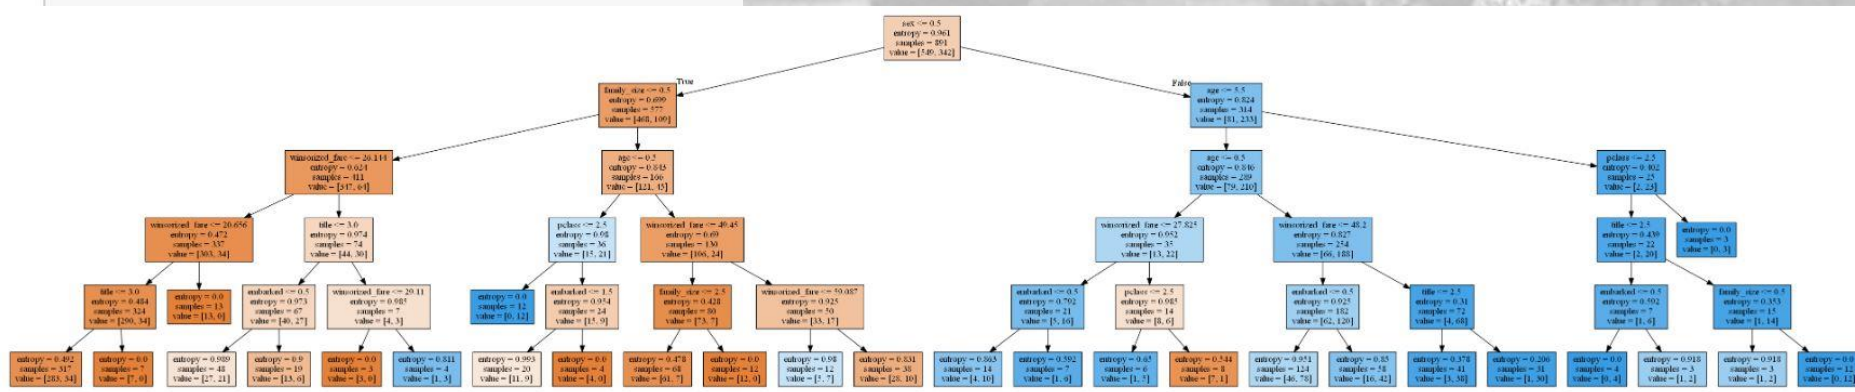 sex <= 0.5
entropy = 0.961
samples = 891
value = [549, 342]
True
False
family_size <= 0.5
entropy = 0.699
samples = 577
value = [468, 109]
age <= 5.5
entropy = 0.824
samples = 314
value = [81, 233]
winsorized_fare <= 26.144
entropy = 0.624
samples = 411
value = [347, 64]
age <= 0.5
entropy = 0.843
samples = 166
value = [121, 45]
age <= 0.5
entropy = 0.846
samples = 289
value = [79, 210]
pclass <= 2.5
entropy = 0.402
samples = 25
value = [2, 23]
winsorized_fare <= 20.656
entropy = 0.472
samples = 337
value = [303, 34]
title <= 3.0
entropy = 0.974
samples = 74
value = [44, 30]
pclass <= 2.5
entropy = 0.98
samples = 36
value = [15, 21]
winsorized_fare <= 49.45
entropy = 0.69
samples = 130
value = [106, 24]
winsorized_fare <= 27.825
entropy = 0.952
samples = 35
value = [13, 22]
winsorized_fare <= 48.2
entropy = 0.827
samples = 254
value = [66, 188]
title <= 2.5
entropy = 0.439
samples = 22
value = [2, 20]
entropy = 0.0
samples = 3
value = [0, 3]
title <= 3.0
entropy = 0.484
samples = 324
value = [290, 34]
entropy = 0.0
samples = 13
value = [13, 0]
embarked <= 0.5
entropy = 0.973
samples = 67
value = [40, 27]
winsorized_fare <= 29.11
entropy = 0.985
samples = 7
value = [4, 3]
entropy = 0.0
samples = 12
value = [0, 12]
embarked <= 1.5
entropy = 0.954
samples = 24
value = [15, 9]
family_size <= 2.5
entropy = 0.428
samples = 80
value = [73, 7]
winsorized_fare <= 59.087
entropy = 0.925
samples = 50
value = [33, 17]
embarked <= 0.5
entropy = 0.792
samples = 21
value = [5, 16]
pclass <= 2.5
entropy = 0.985
samples = 14
value = [8, 6]
embarked <= 0.5
entropy = 0.925
samples = 182
value = [62, 120]
title <= 2.5
entropy = 0.31
samples = 72
value = [4, 68]
embarked <= 0.5
entropy = 0.592
samples = 7
value = [1, 6]
family_size <= 0.5
entropy = 0.353
samples = 15
value = [1, 14]
entropy = 0.492
samples = 317
value = [283, 34]
entropy = 0.0
samples = 7
value = [7, 0]
entropy = 0.989
samples = 48
value = [27, 21]
entropy = 0.9
samples = 19
value = [13, 6]
entropy = 0.0
samples = 3
value = [3, 0]
entropy = 0.811
samples = 4
value = [1, 3]
entropy = 0.993
samples = 20
value = [11, 9]
entropy = 0.0
samples = 4
value = [4, 0]
entropy = 0.478
samples = 68
value = [61, 7]
entropy = 0.0
samples = 12
value = [12, 0]
entropy = 0.98
samples = 12
value = [5, 7]
entropy = 0.831
samples = 38
value = [28, 10]
entropy = 0.863
samples = 14
value = [4, 10]
entropy = 0.592
samples = 7
value = [1, 6]
entropy = 0.65
samples = 6
value = [1, 5]
entropy = 0.544
samples = 8
value = [7, 1]
entropy = 0.951
samples = 124
value = [46, 78]
entropy = 0.85
samples = 58
value = [16, 42]
entropy = 0.378
samples = 41
value = [3, 38]
entropy = 0.206
samples = 31
value = [1, 30]
entropy = 0.0
samples = 4
value = [0, 4]
entropy = 0.918
samples = 3
value = [1, 2]
entropy = 0.918
samples = 3
value = [1, 2]
entropy = 0.0
samples = 12
value = [0, 12]